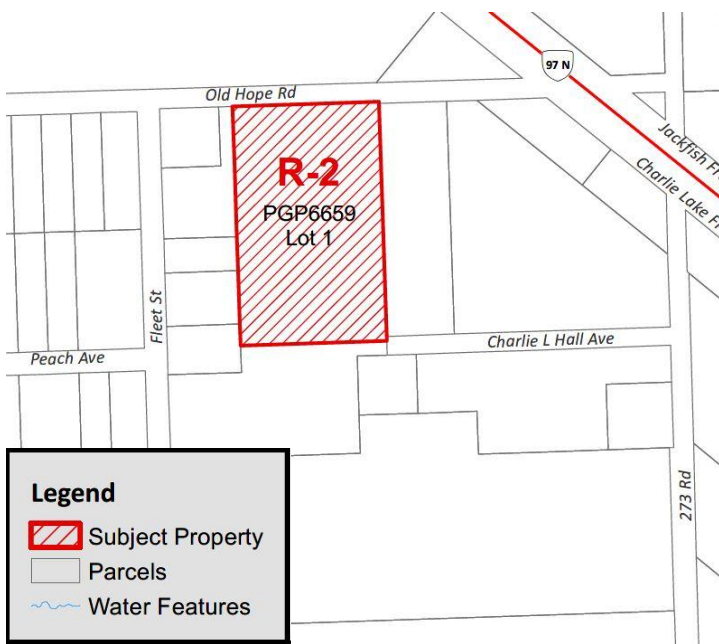 Old Hope Rd
97 N
Jackfish Fr
Charlie Lake Fr
R-2
PGP6659
Lot 1
Fleet St
Peach Ave
Charlie L Hall Ave
273 Rd
Legend
Subject Property
Parcels
Water Features